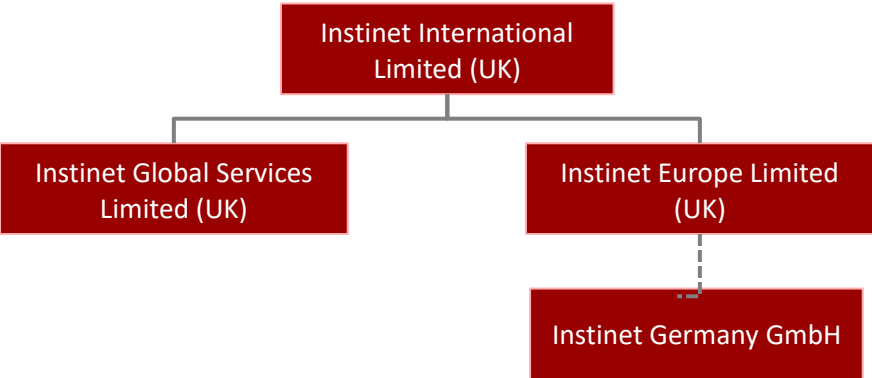 Instinet International
Limited (UK)
Instinet Global Services
Limited (UK)
Instinet Europe Limited
(UK)
Instinet Germany GmbH